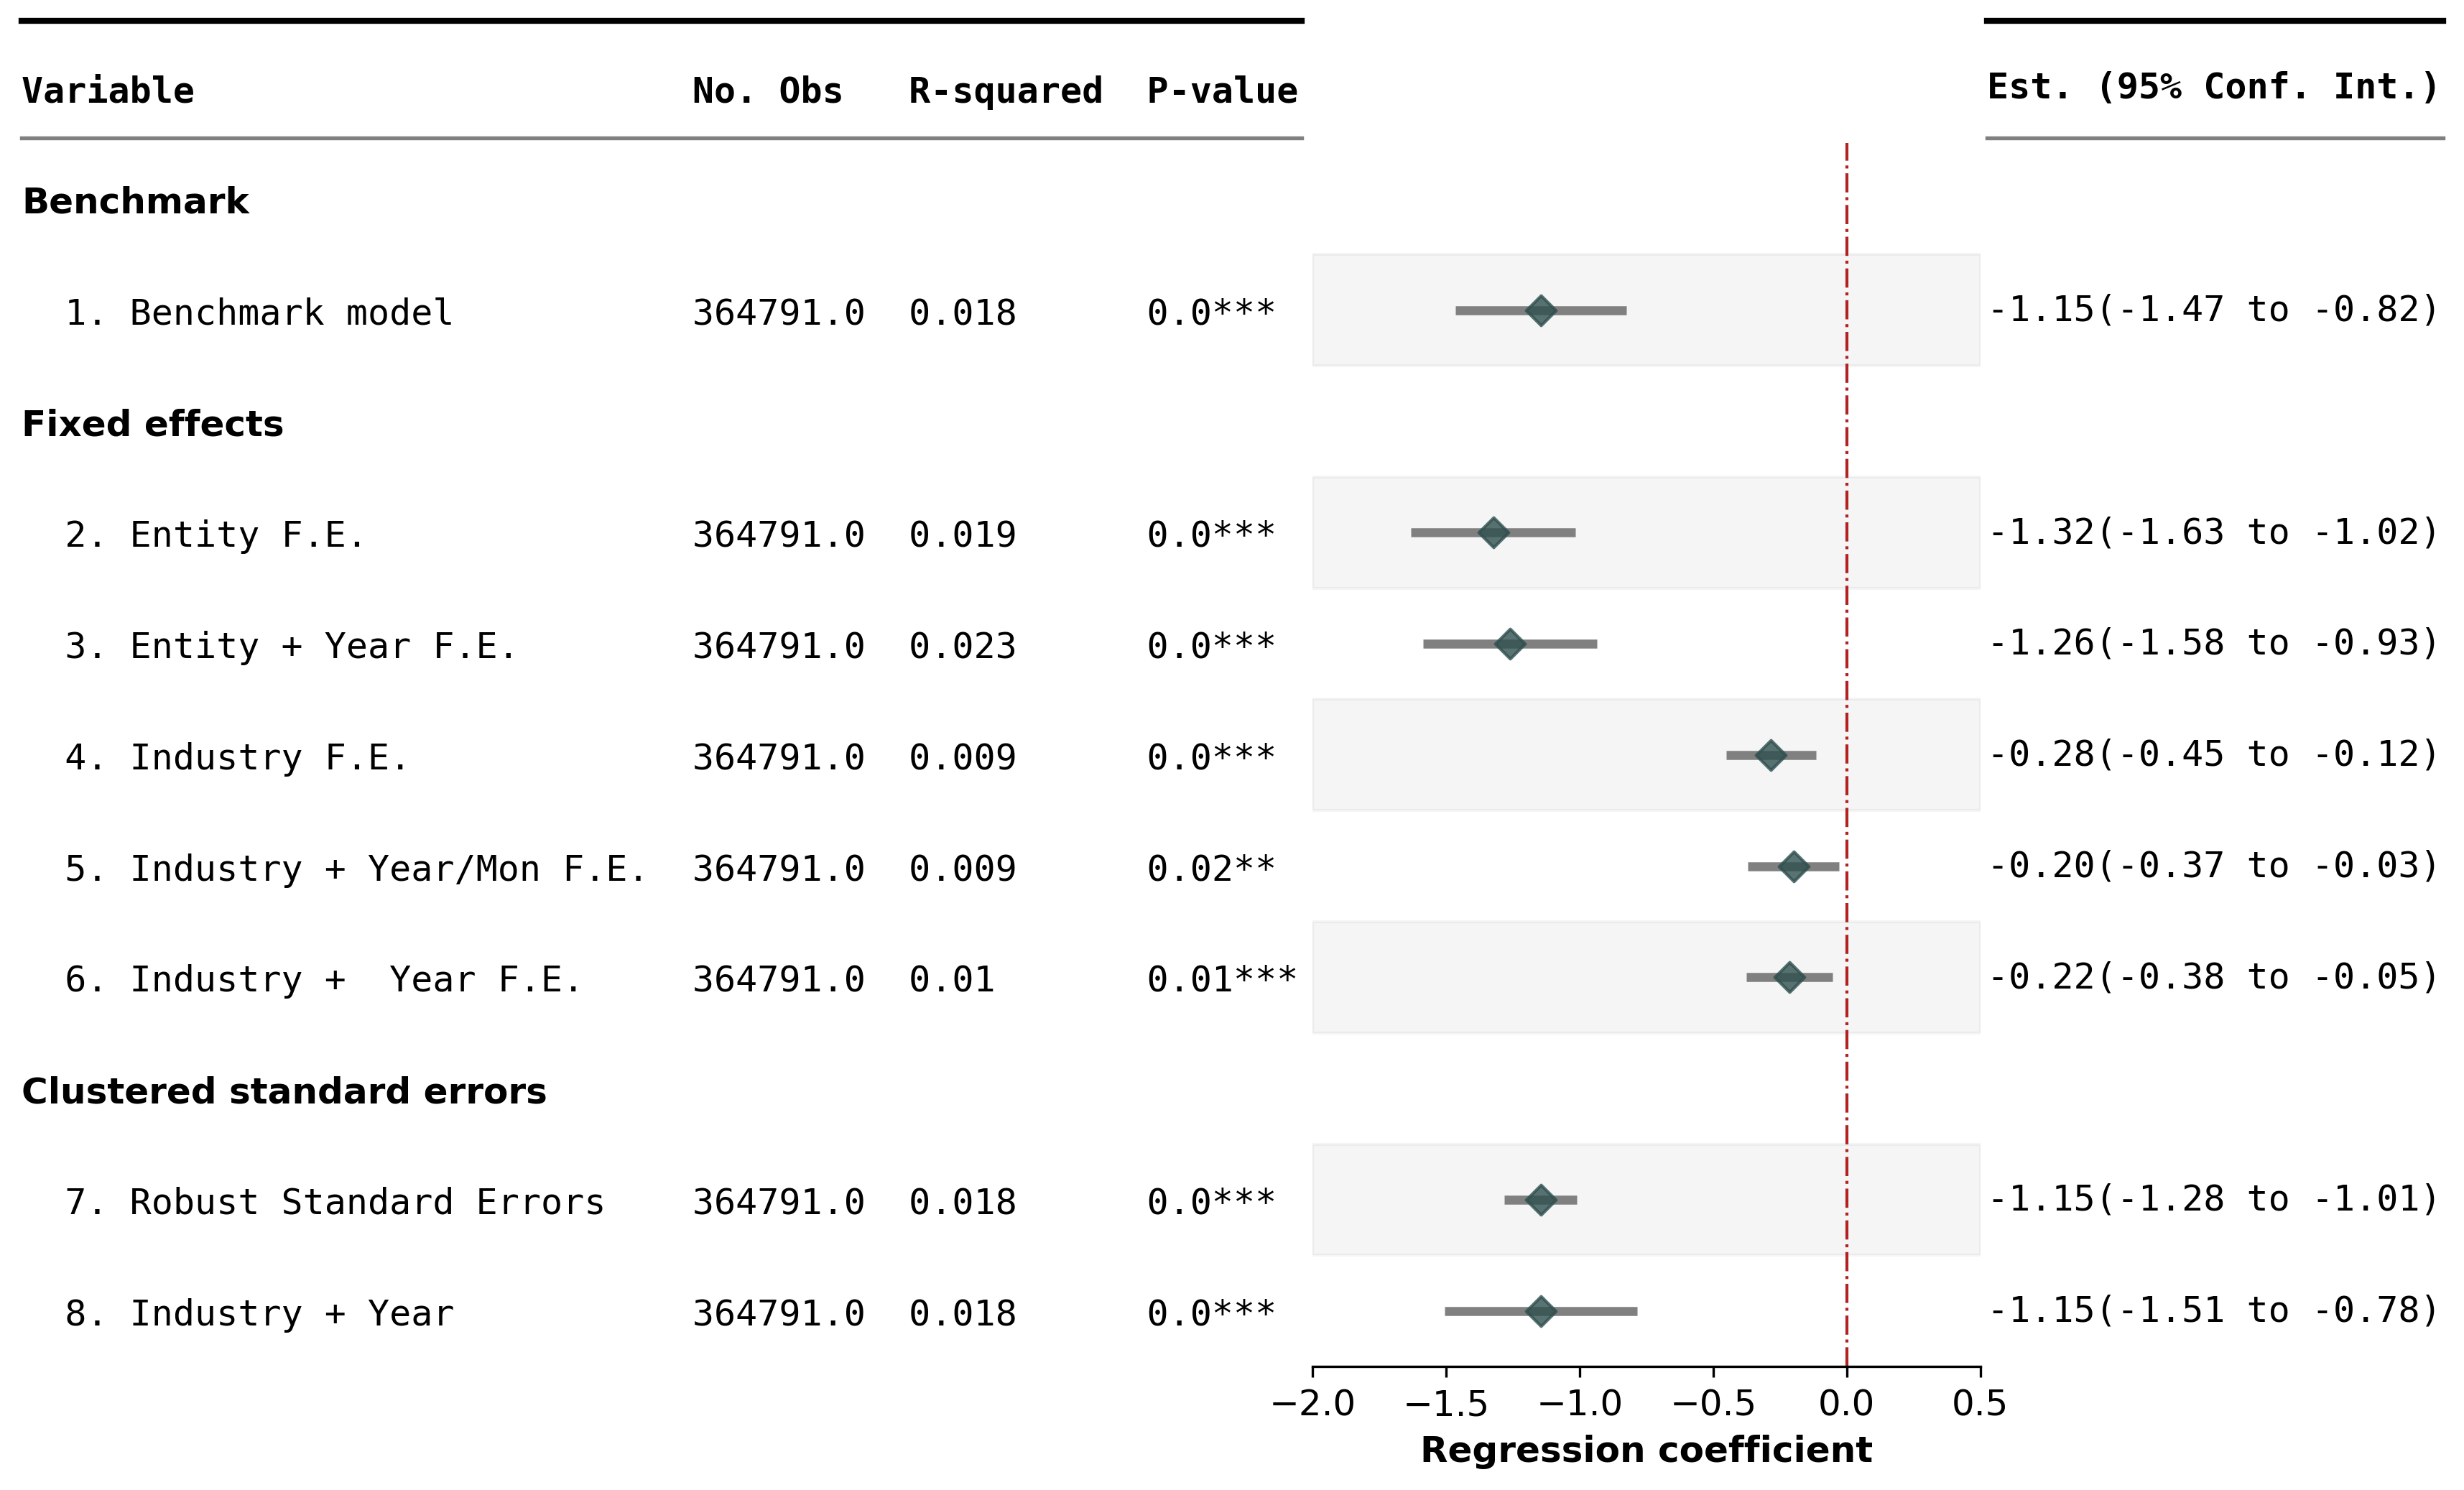 Variable No. Obs R-squared P-value Est. (95% Conf. Int.)
Benchmark
1. Benchmark model 364791.0 0.018 0.0*** -1.15(-1.47 to -0.82)
Fixed effects
2. Entity F.E. 364791.0 0.019 0.0*** -1.32(-1.63 to -1.02)
3. Entity + Year F.E. 364791.0 0.023 0.0*** -1.26(-1.58 to -0.93)
4. Industry F.E. 364791.0 0.009 0.0*** -0.28(-0.45 to -0.12)
5. Industry + Year/Mon F.E. 364791.0 0.009 0.02** -0.20(-0.37 to -0.03)
6. Industry +  Year F.E. 364791.0 0.01 0.01*** -0.22(-0.38 to -0.05)
Clustered standard errors
7. Robust Standard Errors 364791.0 0.018 0.0*** -1.15(-1.28 to -1.01)
8. Industry + Year 364791.0 0.018 0.0*** -1.15(-1.51 to -0.78)
−2.0 −1.5 −1.0 −0.5 0.0 0.5
Regression coefficient